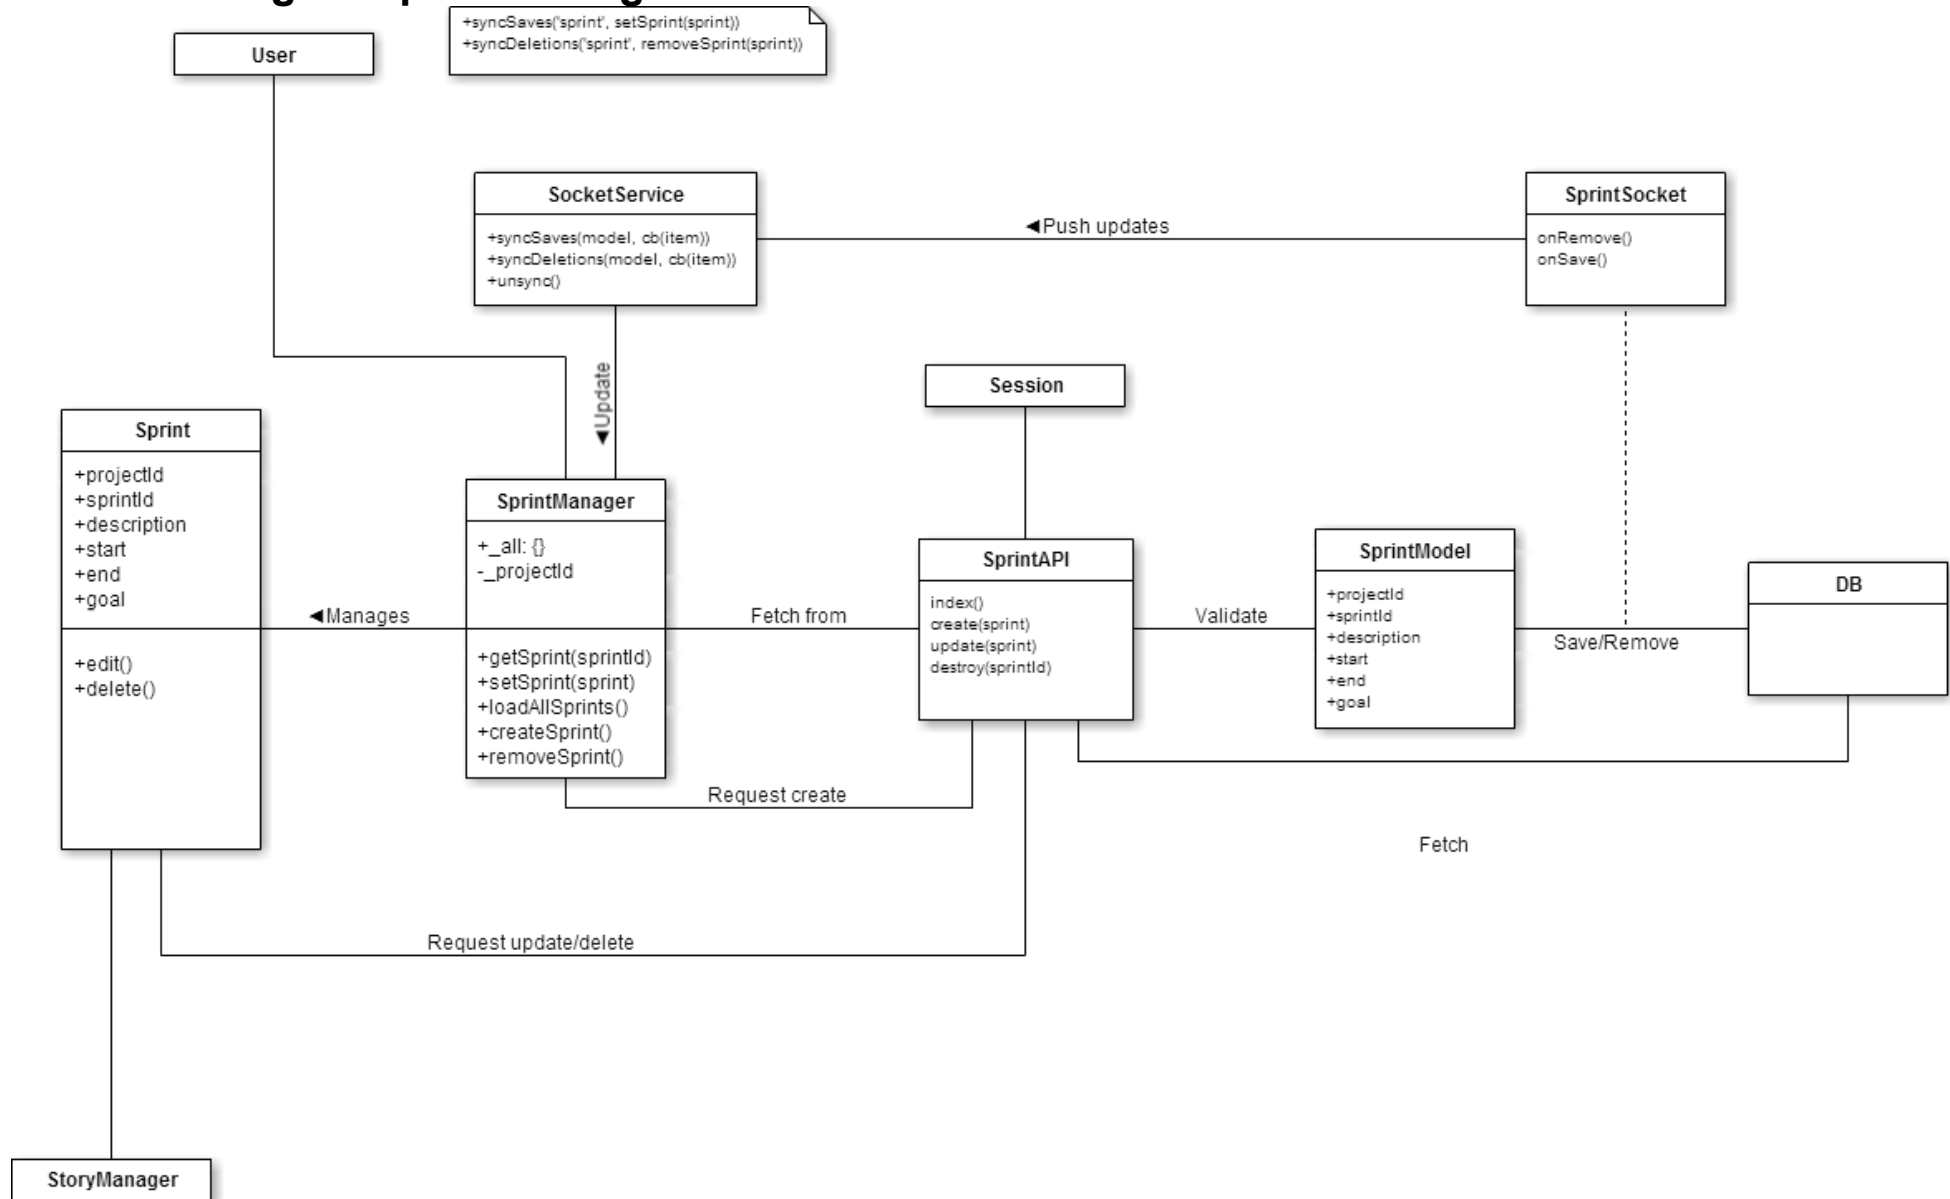 +syncSaves('sprint', setSprint(sprint))
+syncDeletions('sprint', removeSprint(sprint))
User
SocketService
+syncSaves(model, cb(item))
+syncDeletions(model, cb(item))
+unsync()
◄Push updates
SprintSocket
onRemove()
onSave()
◄Update
Session
Sprint
+projectId
+sprintId
+description
+start
+end
+goal
+edit()
+delete()
◄Manages
SprintManager
+_all: {}
-_projectId
+getSprint(sprintId)
+setSprint(sprint)
+loadAllSprints()
+createSprint()
+removeSprint()
Fetch from
SprintAPI
index()
create(sprint)
update(sprint)
destroy(sprintId)
Validate
SprintModel
+projectId
+sprintId
+description
+start
+end
+goal
Save/Remove
DB
Request create
Fetch
Request update/delete
StoryManager